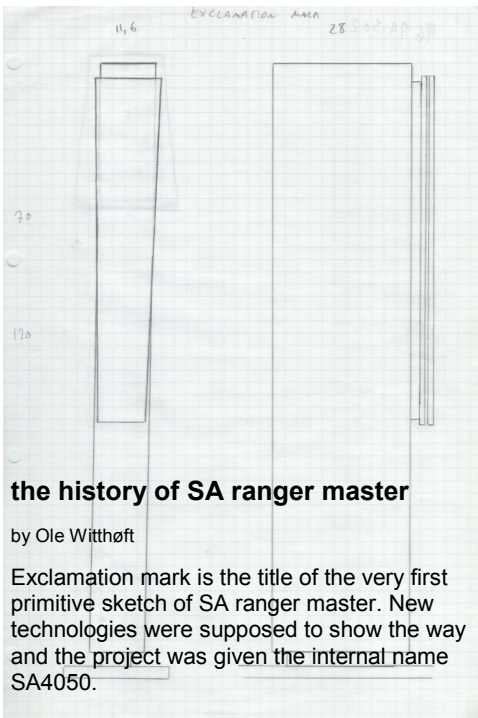 EXCLAMATION MARK
11,6
28
70
120
the history of SA ranger master
by Ole Witthøft
Exclamation mark is the title of the very first
primitive sketch of SA ranger master. New
technologies were supposed to show the way
and the project was given the internal name
SA4050.